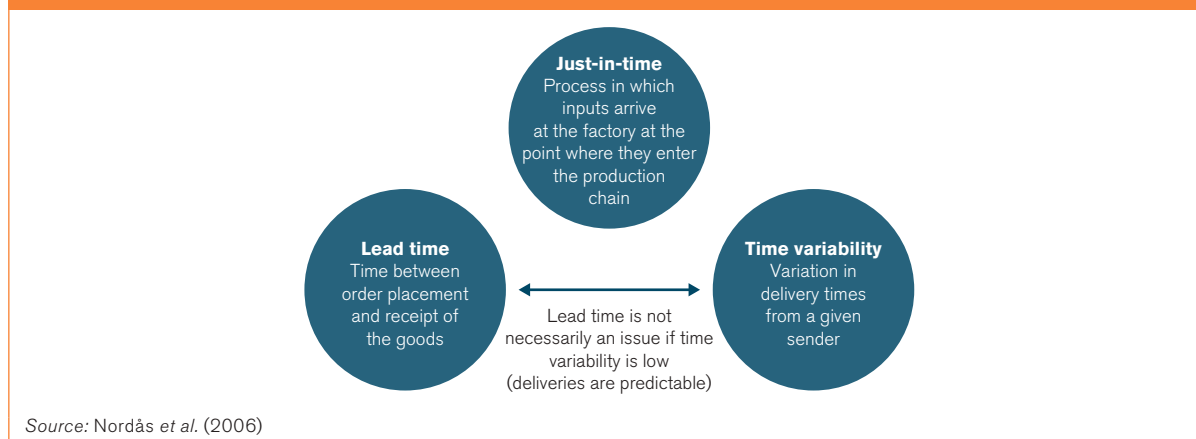 Just-in-time
Process in which
inputs arrive
at the factory at the
point where they enter
the production
chain
Lead time
Time between
order placement
and receipt of
the goods
Lead time is not
necessarily an issue if time
variability is low
(deliveries are predictable)
Time variability
Variation in
delivery times
from a given
sender
Source: Nordås et al. (2006)